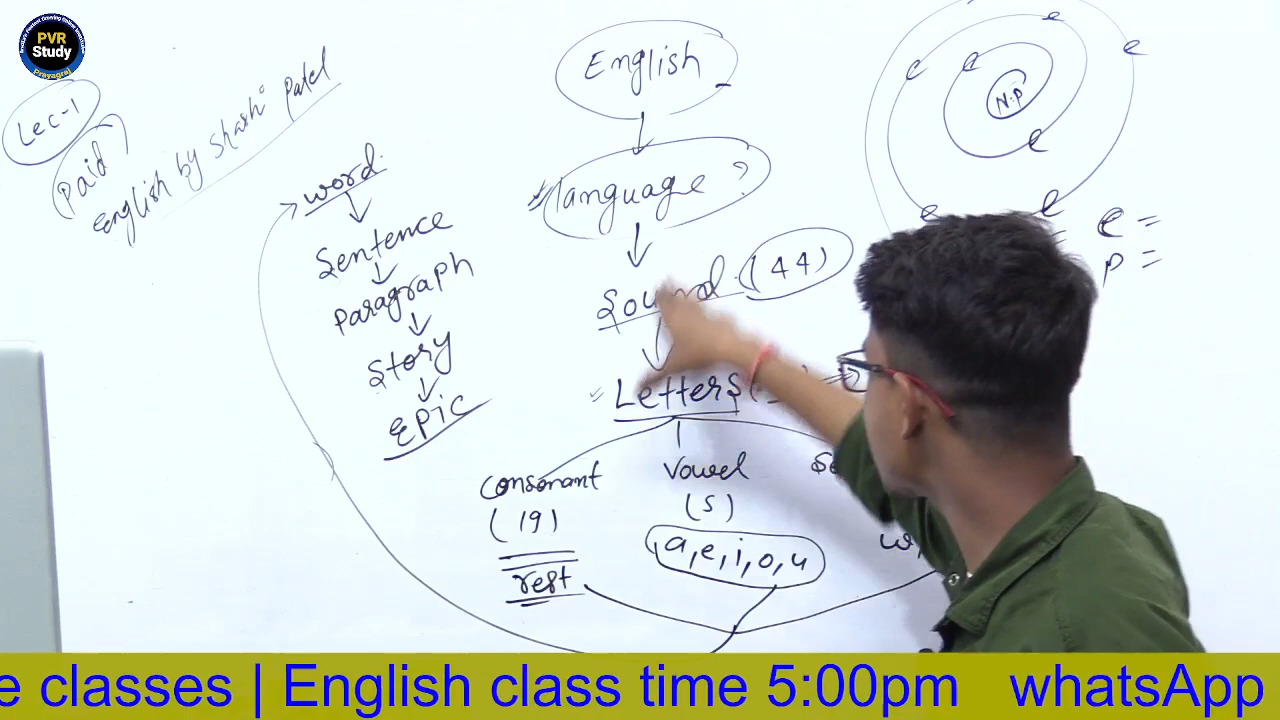 PVR
Study
Prayagraj
Lec-1
Paid
English by Shashi Patel
English
language ?
Sound (44)
Letters
consonant
(19)
rest
Vowel
(5)
a,e,i,o,u
word
Sentence
Paragraph
Story
EPic
N.P
e
e
e
e
e
e
e
e =
P =
e classes | English class time 5:00pm whatsApp